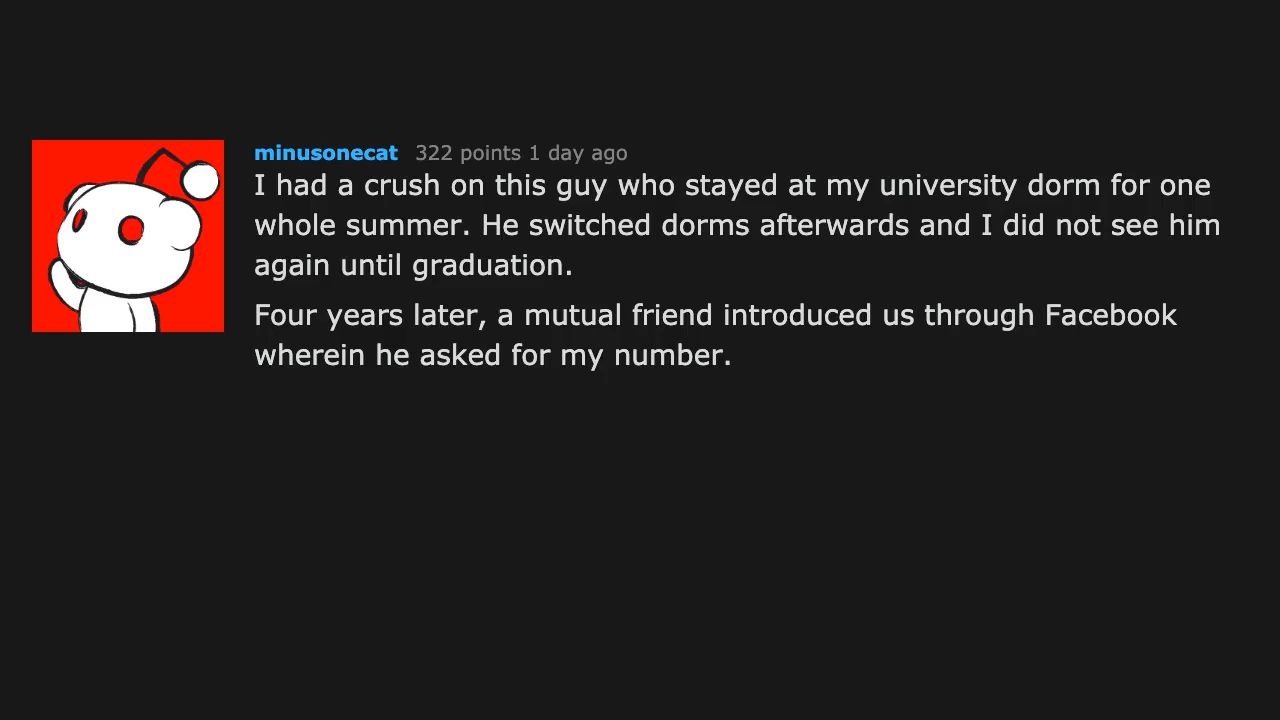 minusonecat 322 points 1 day ago
I had a crush on this guy who stayed at my university dorm for one
whole summer. He switched dorms afterwards and I did not see him
again until graduation.
Four years later, a mutual friend introduced us through Facebook
wherein he asked for my number.